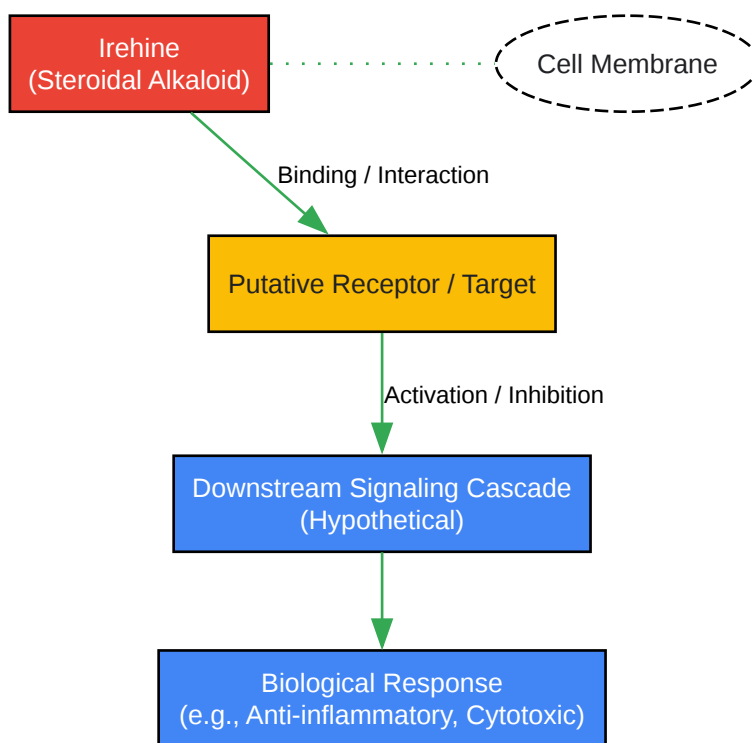 Irehine
(Steroidal Alkaloid)
Cell Membrane
Binding / Interaction
Putative Receptor / Target
Activation / Inhibition
Downstream Signaling Cascade
(Hypothetical)
Biological Response
(e.g., Anti-inflammatory, Cytotoxic)